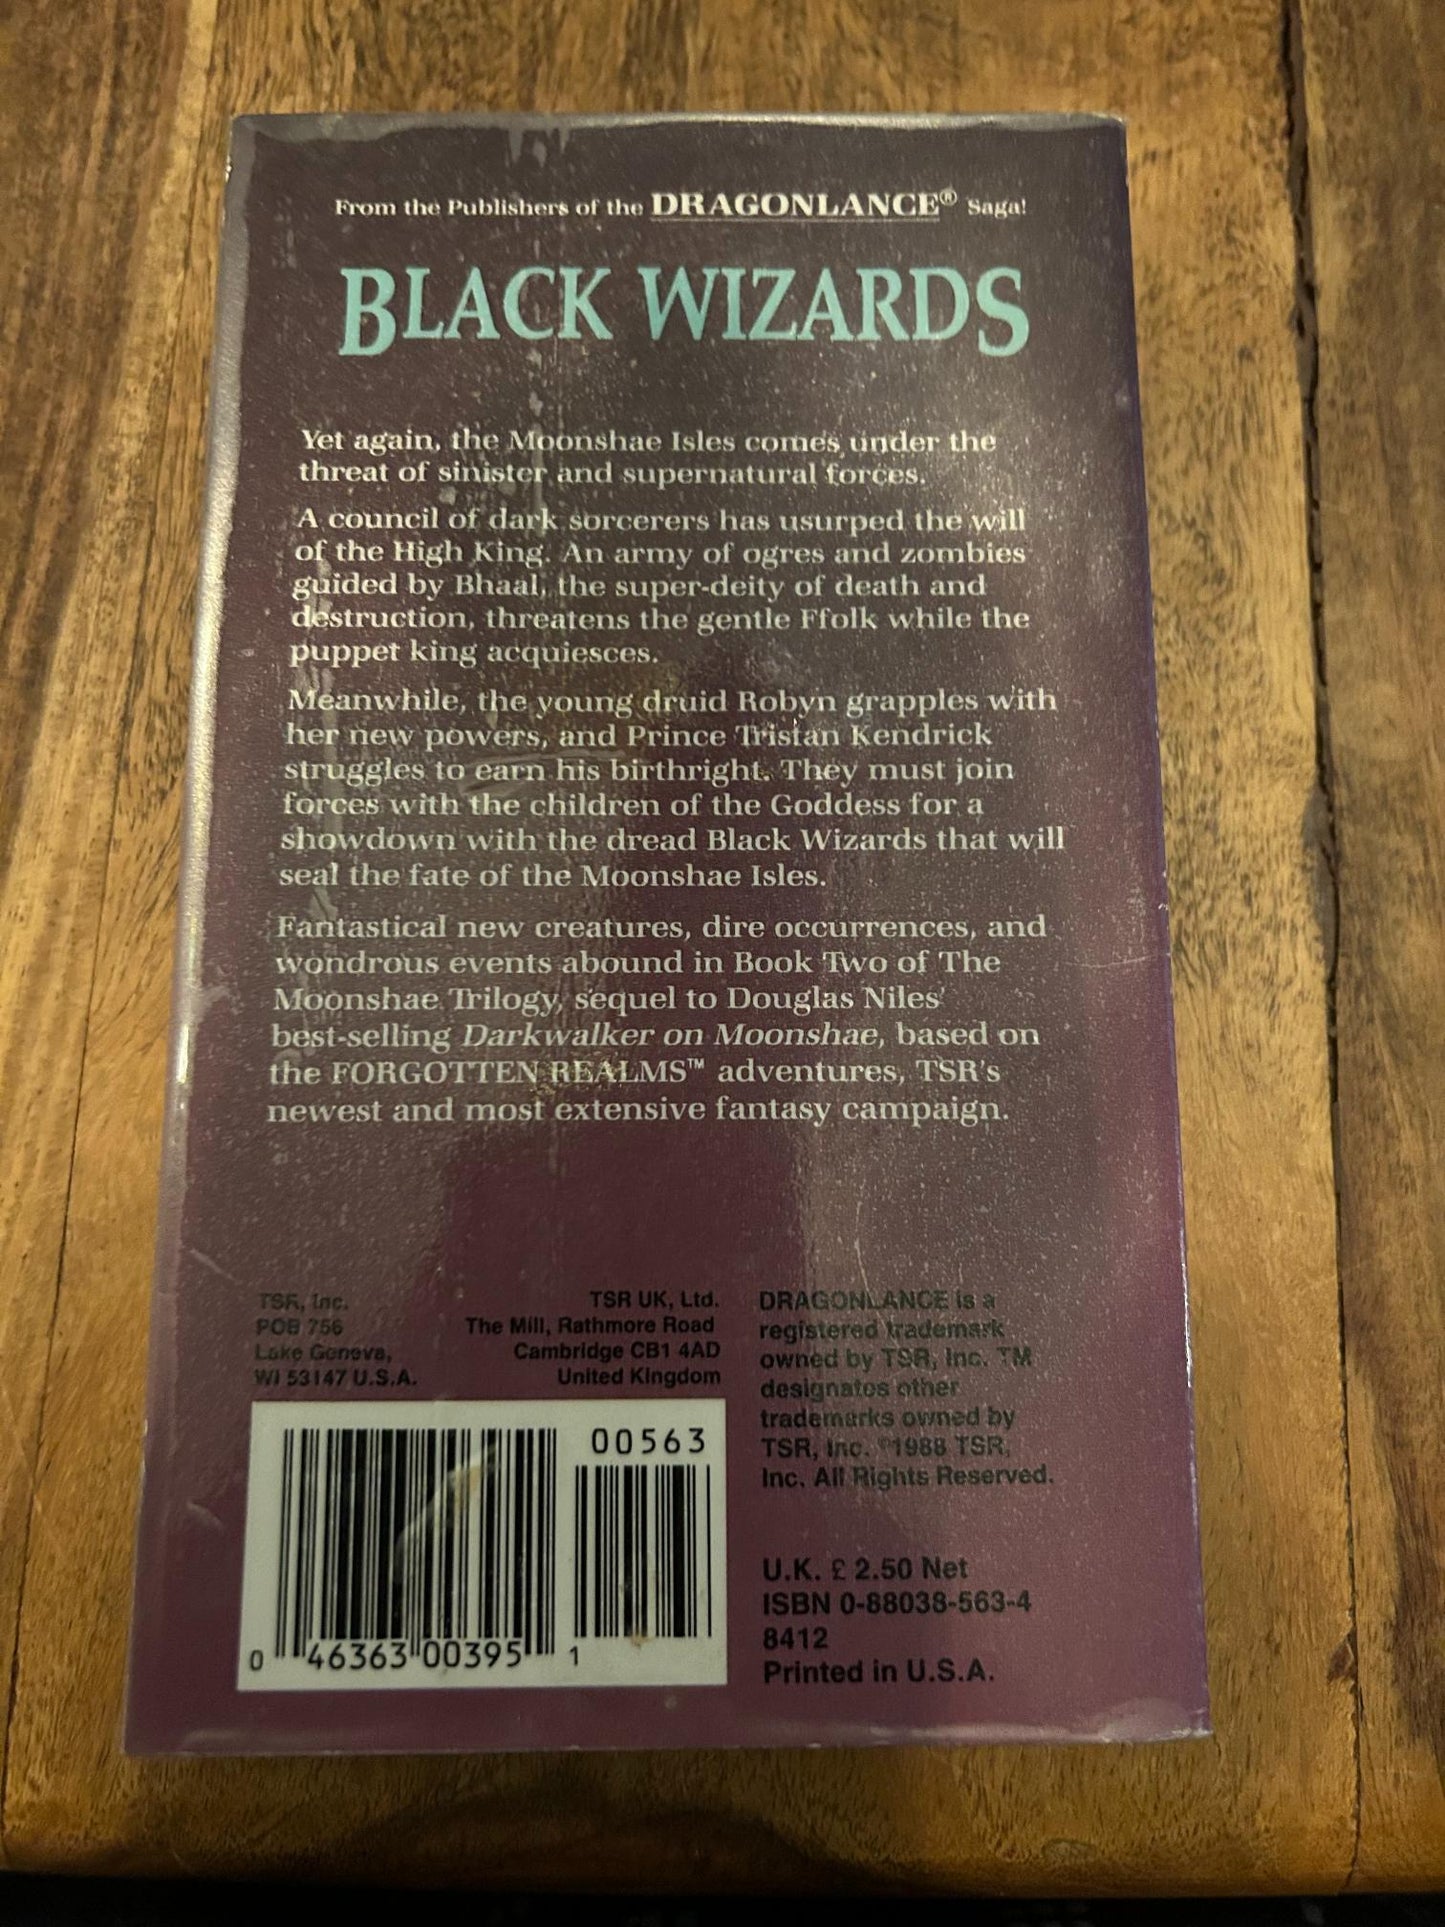 From the Publishers of the DRAGONLANCE® Saga!
BLACK WIZARDS
Yet again, the Moonshae Isles comes under the
threat of sinister and supernatural forces.
A council of dark sorcerers has usurped the will
of the High King. An army of ogres and zombies
guided by Bhaal, the super-deity of death and
destruction, threatens the gentle Ffolk while the
puppet king acquiesces.
Meanwhile, the young druid Robyn grapples with
her new powers, and Prince Tristan Kendrick
struggles to earn his birthright. They must join
forces with the children of the Goddess for a
showdown with the dread Black Wizards that will
seal the fate of the Moonshae Isles.
Fantastical new creatures, dire occurrences, and
wondrous events abound in Book Two of The
Moonshae Trilogy, sequel to Douglas Niles'
best-selling Darkwalker on Moonshae, based on
the FORGOTTEN REALMS™ adventures, TSR's
newest and most extensive fantasy campaign.
TSR, Inc.
POB 756
Lake Geneva,
WI 53147 U.S.A.
TSR UK, Ltd.
The Mill, Rathmore Road
Cambridge CB1 4AD
United Kingdom
DRAGONLANCE is a
registered trademark
owned by TSR, Inc. TM
designates other
trademarks owned by
TSR, Inc. ©1988 TSR,
Inc. All Rights Reserved.
00563
0 46363 00395 1
U.K. £ 2.50 Net
ISBN 0-88038-563-4
8412
Printed in U.S.A.